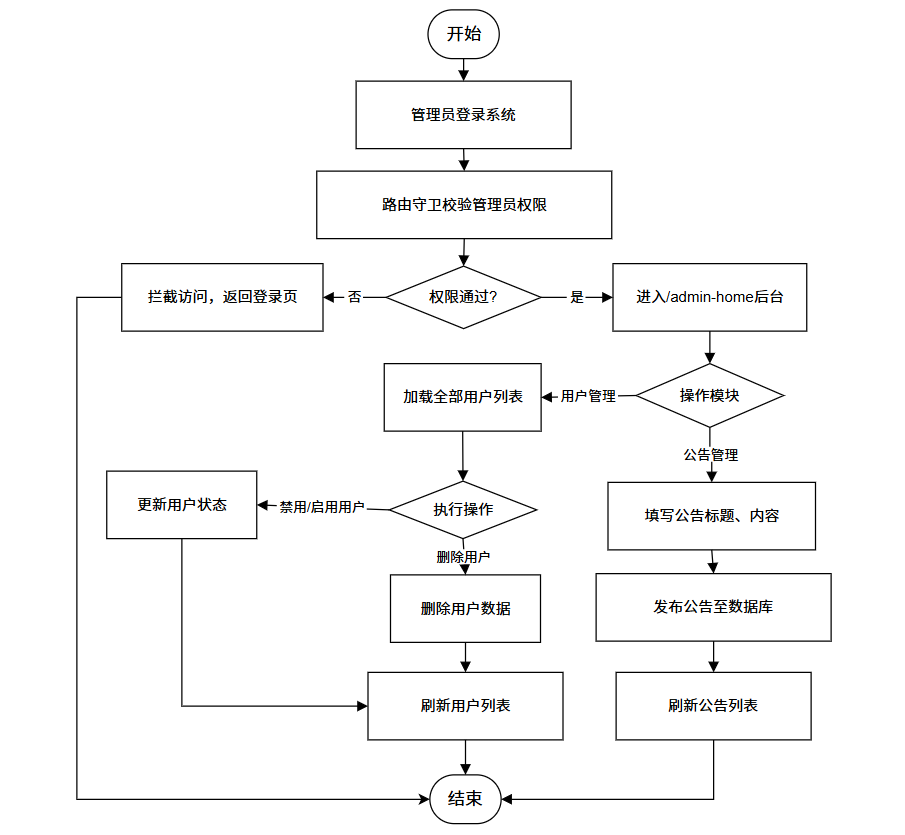 开始
管理员登录系统
路由守卫校验管理员权限
拦截访问，返回登录页
否
权限通过?
是
进入/admin-home后台
加载全部用户列表
用户管理
操作模块
公告管理
更新用户状态
禁用/启用用户
执行操作
填写公告标题、内容
删除用户
删除用户数据
发布公告至数据库
刷新用户列表
刷新公告列表
结束